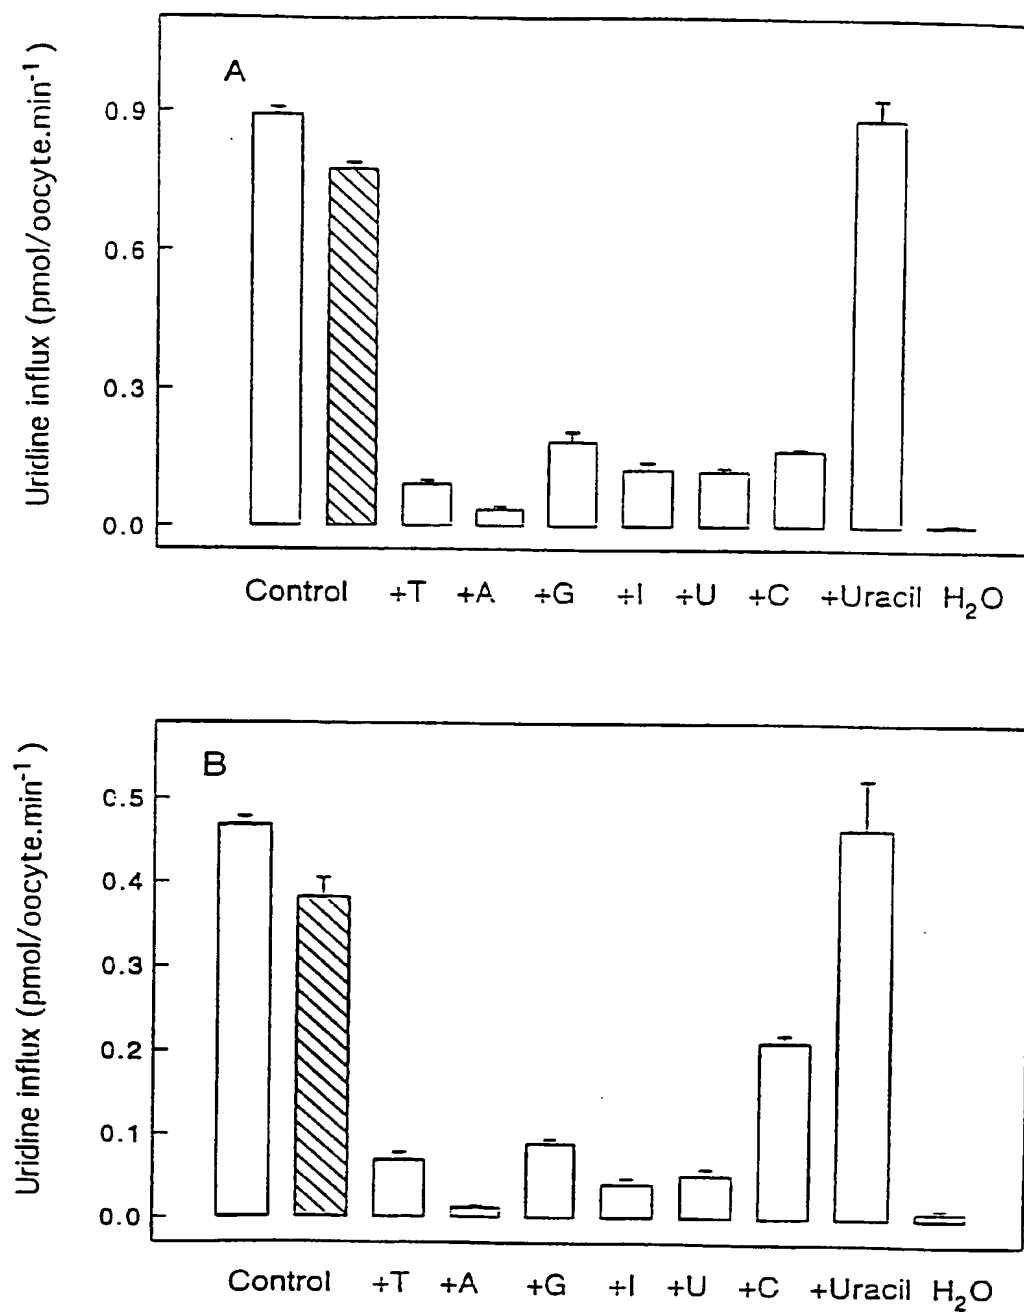 A
Uridine influx (pmol/oocyte.min⁻¹)
0.9
0.6
0.3
0.0
Control +T +A +G +I +U +C +Uracil H₂O
B
Uridine influx (pmol/oocyte.min⁻¹)
0.5
0.4
0.3
0.2
0.1
0.0
Control +T +A +G +I +U +C +Uracil H₂O